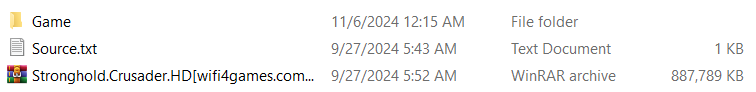 Game 11/6/2024 12:15 AM File folder
Source.txt 9/27/2024 5:43 AM Text Document 1 KB
Stronghold.Crusader.HD[wifi4games.com... 9/27/2024 5:52 AM WinRAR archive 887,789 KB